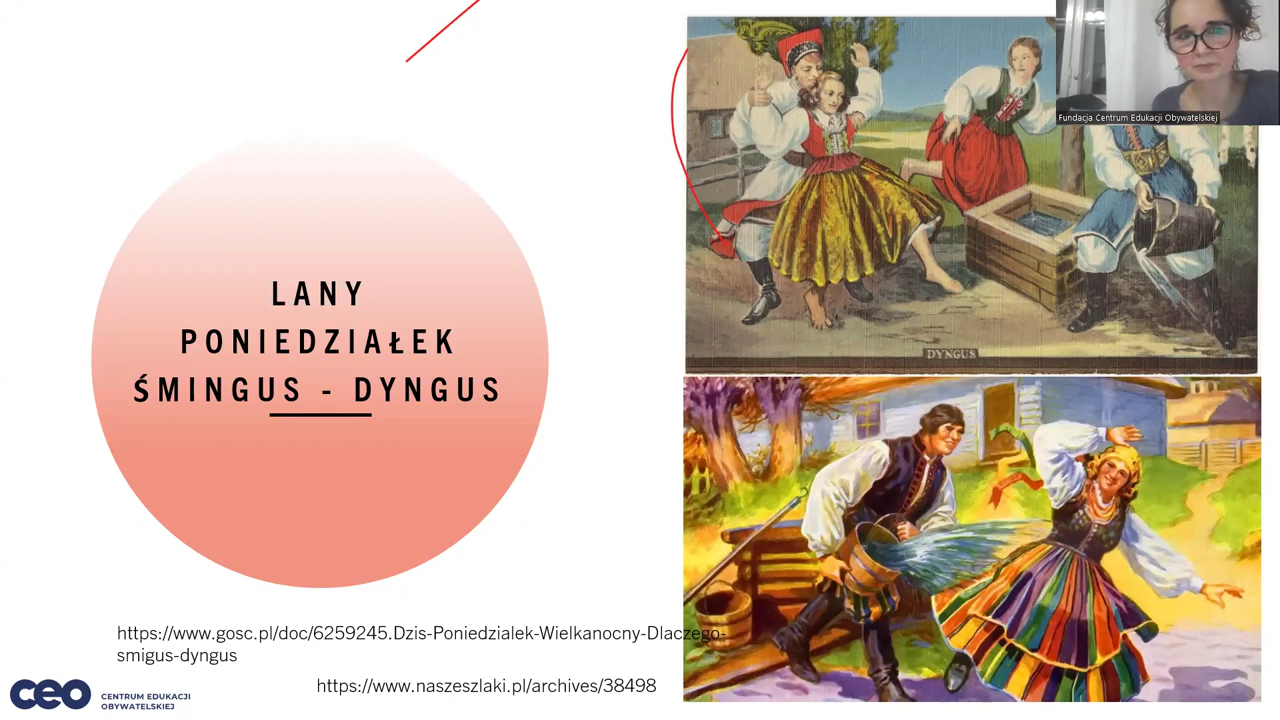 LANY
PONIEDZIAŁEK
ŚMINGUS - DYNGUS
https://www.gosc.pl/doc/6259245.Dzis-Poniedzialek-Wielkanocny-Dlaczego-
smigus-dyngus
https://www.naszeszlaki.pl/archives/38498
ceo CENTRUM EDUKACJI
OBYWATELSKIEJ
DYNGUS
Fundacja Centrum Edukacji Obywatelskiej